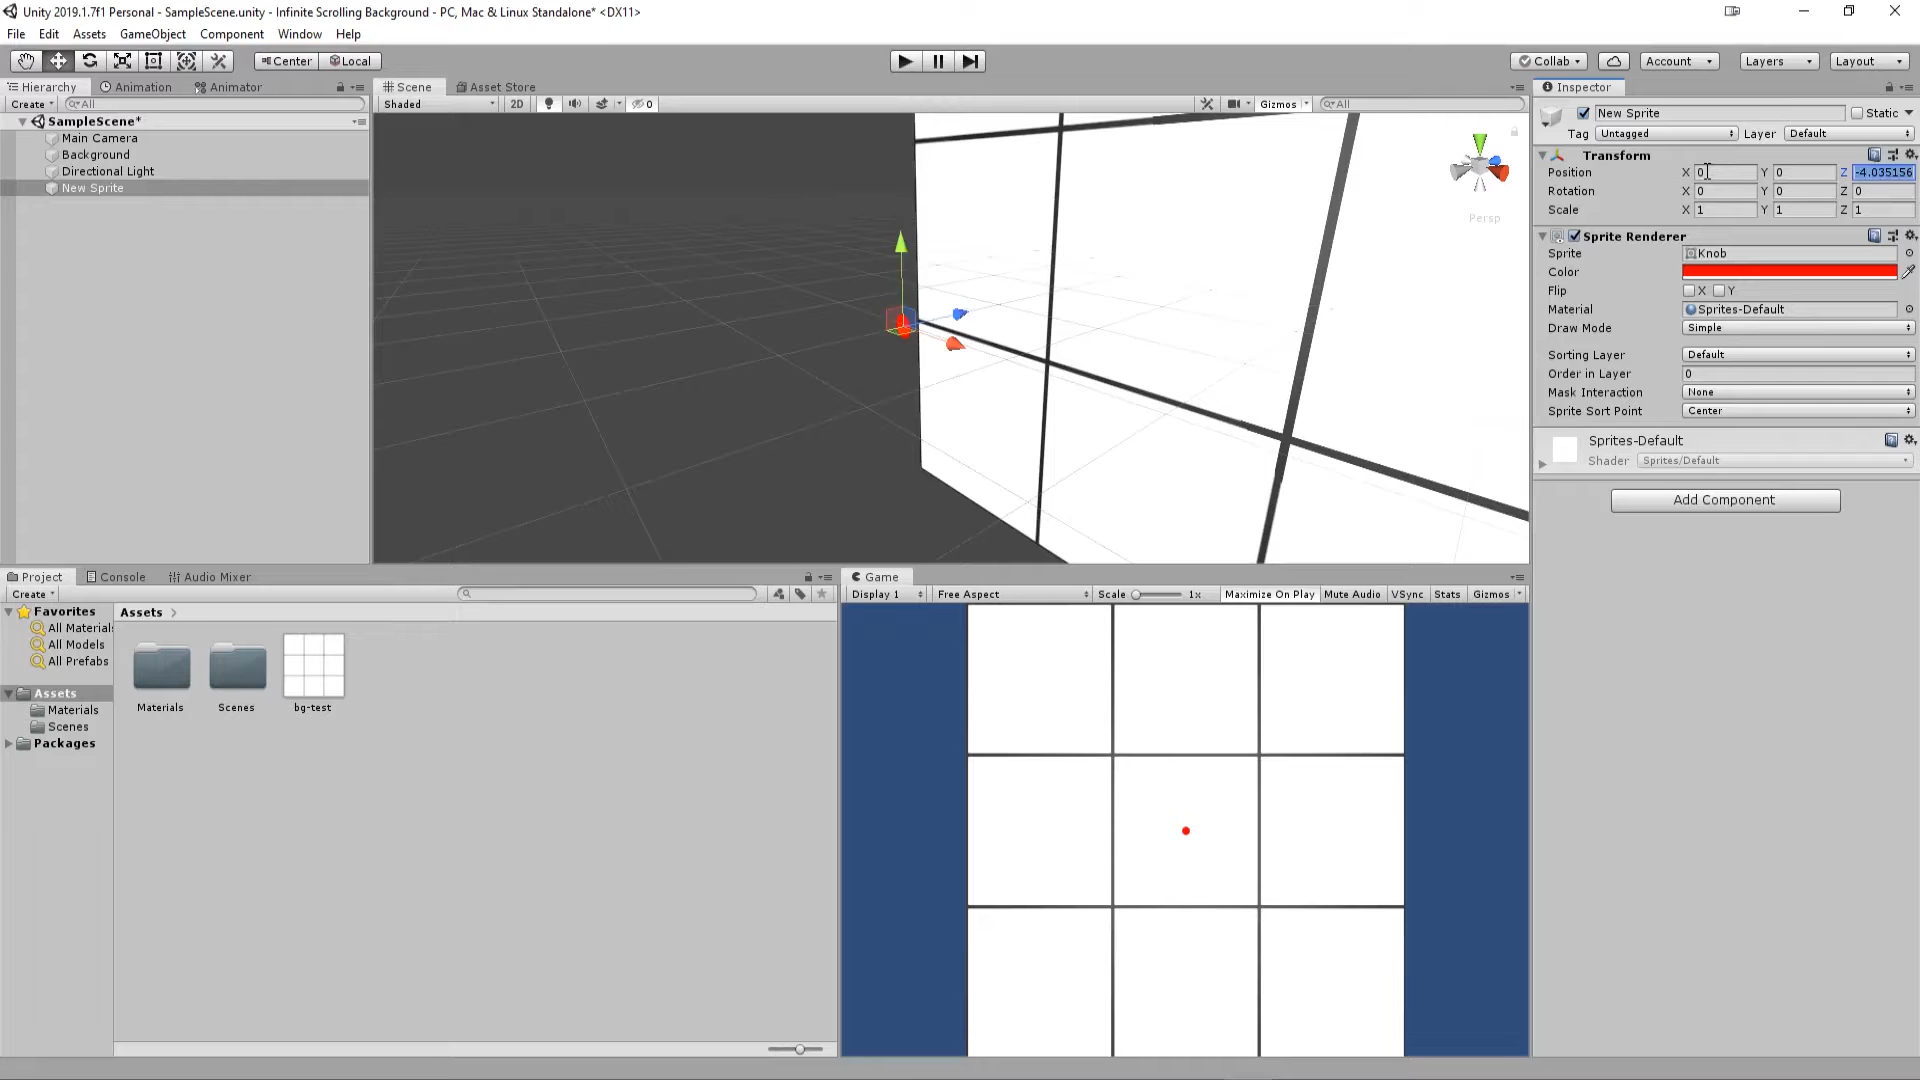 Unity 2019.1.7f1 Personal - SampleScene.unity - Infinite Scrolling Background - PC, Mac & Linux Standalone* <DX11>
File Edit Assets GameObject Component Window Help
Center Local Collab Account Layers Layout
Hierarchy Animation Animator
Create All
SampleScene*
Main Camera
Background
Directional Light
New Sprite
Scene Asset Store
Shaded 2D 0 Gizmos All
Persp
Inspector
New Sprite Static
Tag Untagged Layer Default
Transform
Position X 0 Y 0 Z -4.035156
Rotation X 0 Y 0 Z 0
Scale X 1 Y 1 Z 1
Sprite Renderer
Sprite Knob
Color
Flip X Y
Material Sprites-Default
Draw Mode Simple
Sorting Layer Default
Order in Layer 0
Mask Interaction None
Sprite Sort Point Center
Sprites-Default
Shader Sprites/Default
Add Component
Project Console Audio Mixer
Create
Favorites
All Materials
All Models
All Prefabs
Assets
Materials
Scenes
Packages
Assets
Materials Scenes bg-test
Game
Display 1 Free Aspect Scale 1x Maximize On Play Mute Audio VSync Stats Gizmos